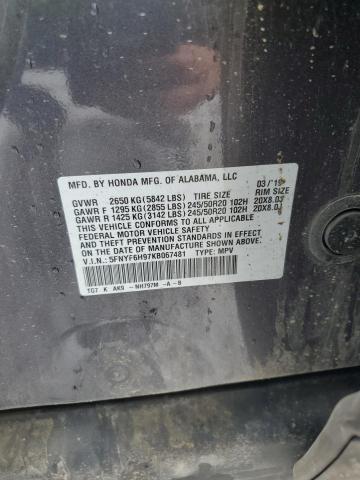 MFD. BY HONDA MFG. OF ALABAMA, LLC 03/'19
GVWR 2650 KG(5842 LBS) TIRE SIZE RIM SIZE
GAWR F 1295 KG(2855 LBS) 245/50R20 102H 20X8.0J
GAWR R 1425 KG(3142 LBS) 245/50R20 102H 20X8.0J
THIS VEHICLE CONFORMS TO ALL APPLICABLE
FEDERAL MOTOR VEHICLE SAFETY
STANDARDS IN EFFECT
ON THE DATE OF MANUFACTURE SHOWN ABOVE.
V.I.N.: 5FNYF6H97KB067481 TYPE: MPV
TG7 K AK9 - NH797M -A -B